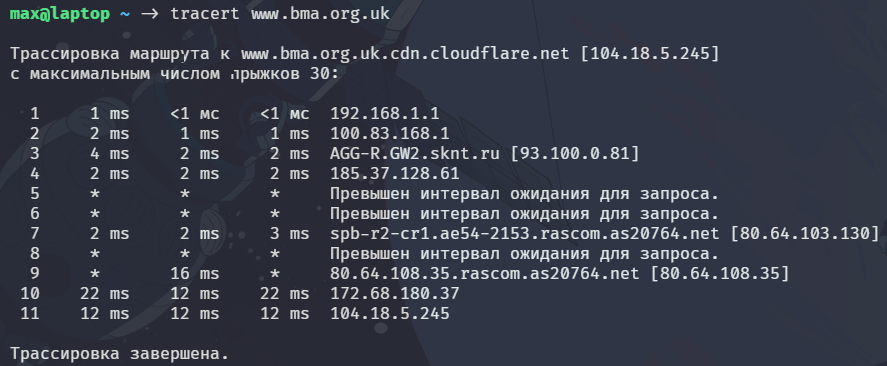 max@laptop ~ -> tracert www.bma.org.uk
Трассировка маршрута к www.bma.org.uk.cdn.cloudflare.net [104.18.5.245]
с максимальным числом прыжков 30:
1 1 ms <1 мс <1 мс 192.168.1.1
2 2 ms 1 ms 1 ms 100.83.168.1
3 4 ms 2 ms 2 ms AGG-R.GW2.sknt.ru [93.100.0.81]
4 2 ms 2 ms 2 ms 185.37.128.61
5 * * * Превышен интервал ожидания для запроса.
6 * * * Превышен интервал ожидания для запроса.
7 2 ms 2 ms 3 ms spb-r2-cr1.ae54-2153.rascom.as20764.net [80.64.103.130]
8 * * * Превышен интервал ожидания для запроса.
9 * 16 ms * 80.64.108.35.rascom.as20764.net [80.64.108.35]
10 22 ms 12 ms 22 ms 172.68.180.37
11 12 ms 12 ms 12 ms 104.18.5.245
Трассировка завершена.